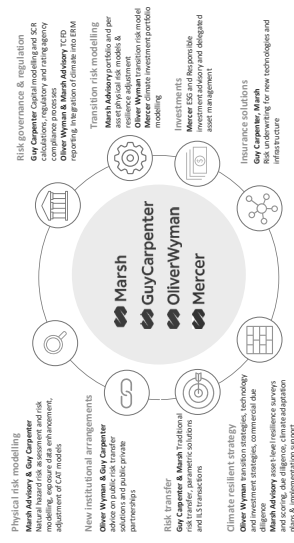 Physical risk modelling
Marsh Advisory & Guy Carpenter
Natural hazard risk assesment and risk
modelling, exposure data enhancement,
adjustment of CAT models
New institutional arrangements
Oliver Wyman & Guy Carpenter
advice on public risk transfer
solutions and public private
partnerships
Risk transfer
Guy Carpenter & Marsh Traditional
risk transfer, parametric solutions
and ILS transactions
Climate resilient strategy
Oliver Wyman transition strategies, technology
and investment strategies, commercial due
diligence
Marsh Advisory asset-level resilience surveys
and scoring, due diligence, climate adaptation
plans & implementation support
Marsh
GuyCarpenter
OliverWyman
Mercer
Risk governance & regulation
Guy Carpenter Capital modelling and SCR
calculations, regulatory and rating agency
compliance processes
Oliver Wyman & Marsh Advisory TCFD
reporting, Integration of climate into ERM
Transition risk modelling
Marsh Advisory portfolio and per
asset physical risk models &
resilience adjustment
Oliver Wyman transition risk model
Mercer climate investment portfolio
modelling
Investments
Mercer ESG and Responsible
investment advisory and delegated
asset management
Insurance solutions
Guy Carpenter, Marsh
Risk underwriting for new technologies and
infrastructure